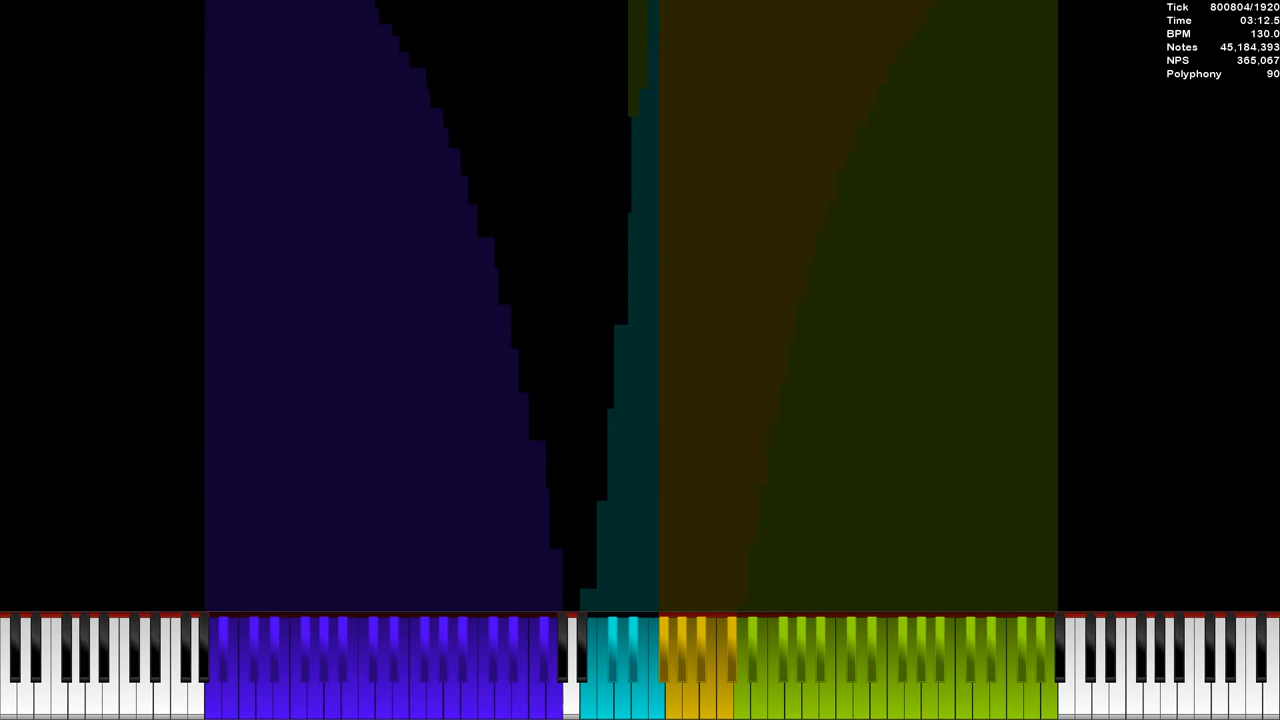 Tick 800804/1920
Time 03:12.5
BPM 130.0
Notes 45,184,393
NPS 365,067
Polyphony 90